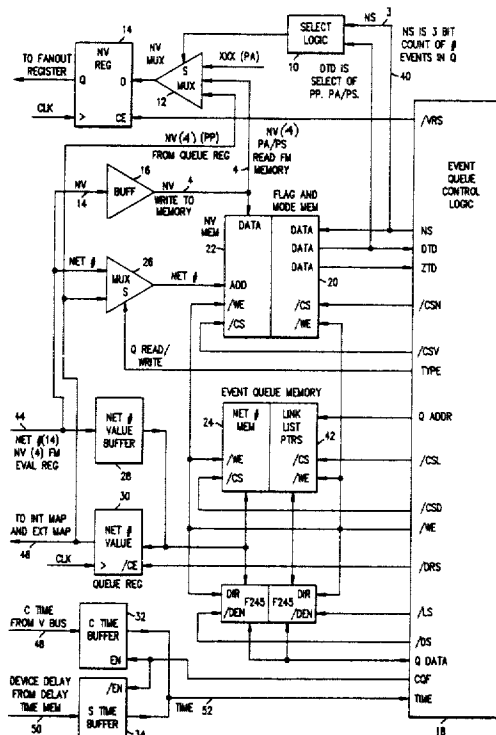 14
NV
REG
TO FANOUT
REGISTER
Q
D
CLK
>
CE
NV
MUX
S
MUX
12
SELECT
LOGIC
10
XXX (PA)
DTD IS
SELECT OF
PP. PA/PS.
NS
3
NS IS 3 BIT
COUNT OF #
EVENTS IN Q
40
/VRS
NV (4) (PP)
FROM QUEUE REG
NV (4)
PA/PS
READ FM
MEMORY
4
16
BUFF
NV
14
NV
4
WRITE TO
MEMORY
EVENT
QUEUE
CONTROL
LOGIC
FLAG AND
MODE MEM
NV
MEM
22
DATA
DATA
DATA
DATA
NS
DTD
ZTD
20
26
NET #
MUX
S
NET #
ADD
/WE
/CS
/CS
/WE
/CSN
/CSV
TYPE
Q READ/
WRITE
EVENT QUEUE MEMORY
44
NET #(14)
NV (4) FM
EVAL REG
NET #
VALUE
BUFFER
28
24
NET #
MEM
LINK
LIST
PTRS
42
/WE
/CS
/CS
/WE
Q ADDR
/CSL
/CSD
/WE
30
TO INT MAP
AND EXT MAP
46
NET #
VALUE
CLK
>
/CE
QUEUE REG
/DRS
DIR
F245
/DEN
DIR
F245
/DEN
/LS
/DS
Q DATA
CQF
TIME
32
C TIME
FROM V BUS
48
C TIME
BUFFER
EN
DEVICE DELAY
FROM DELAY
TIME MEM
50
/EN
S TIME
BUFFER
34
TIME
52
18